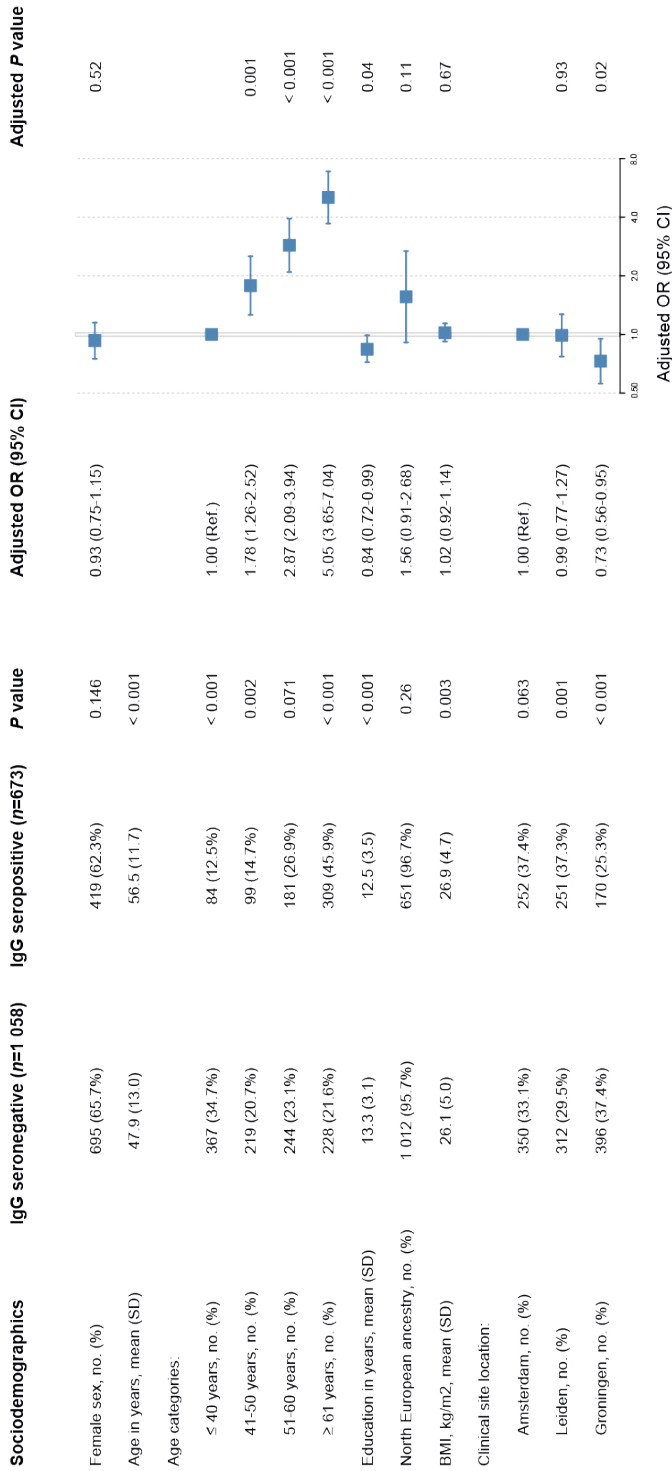 Sociodemographics IgG seronegative (n=1 058) IgG seropositive (n=673) P value Adjusted OR (95% CI) Adjusted P value
Female sex, no. (%) 695 (65.7%) 419 (62.3%) 0.146 0.93 (0.75-1.15) 0.52
Age in years, mean (SD) 47.9 (13.0) 56.5 (11.7) < 0.001
Age categories:
≤ 40 years, no. (%) 367 (34.7%) 84 (12.5%) < 0.001 1.00 (Ref.)
41-50 years, no. (%) 219 (20.7%) 99 (14.7%) 0.002 1.78 (1.26-2.52) 0.001
51-60 years, no. (%) 244 (23.1%) 181 (26.9%) 0.071 2.87 (2.09-3.94) < 0.001
≥ 61 years, no. (%) 228 (21.6%) 309 (45.9%) < 0.001 5.05 (3.65-7.04) < 0.001
Education in years, mean (SD) 13.3 (3.1) 12.5 (3.5) < 0.001 0.84 (0.72-0.99) 0.04
North European ancestry, no. (%) 1 012 (95.7%) 651 (96.7%) 0.26 1.56 (0.91-2.68) 0.11
BMI, kg/m2, mean (SD) 26.1 (5.0) 26.9 (4.7) 0.003 1.02 (0.92-1.14) 0.67
Clinical site location:
Amsterdam, no. (%) 350 (33.1%) 252 (37.4%) 0.063 1.00 (Ref.)
Leiden, no. (%) 312 (29.5%) 251 (37.3%) 0.001 0.99 (0.77-1.27) 0.93
Groningen, no. (%) 396 (37.4%) 170 (25.3%) < 0.001 0.73 (0.56-0.95) 0.02
0.50 1.0 2.0 4.0 8.0
Adjusted OR (95% CI)